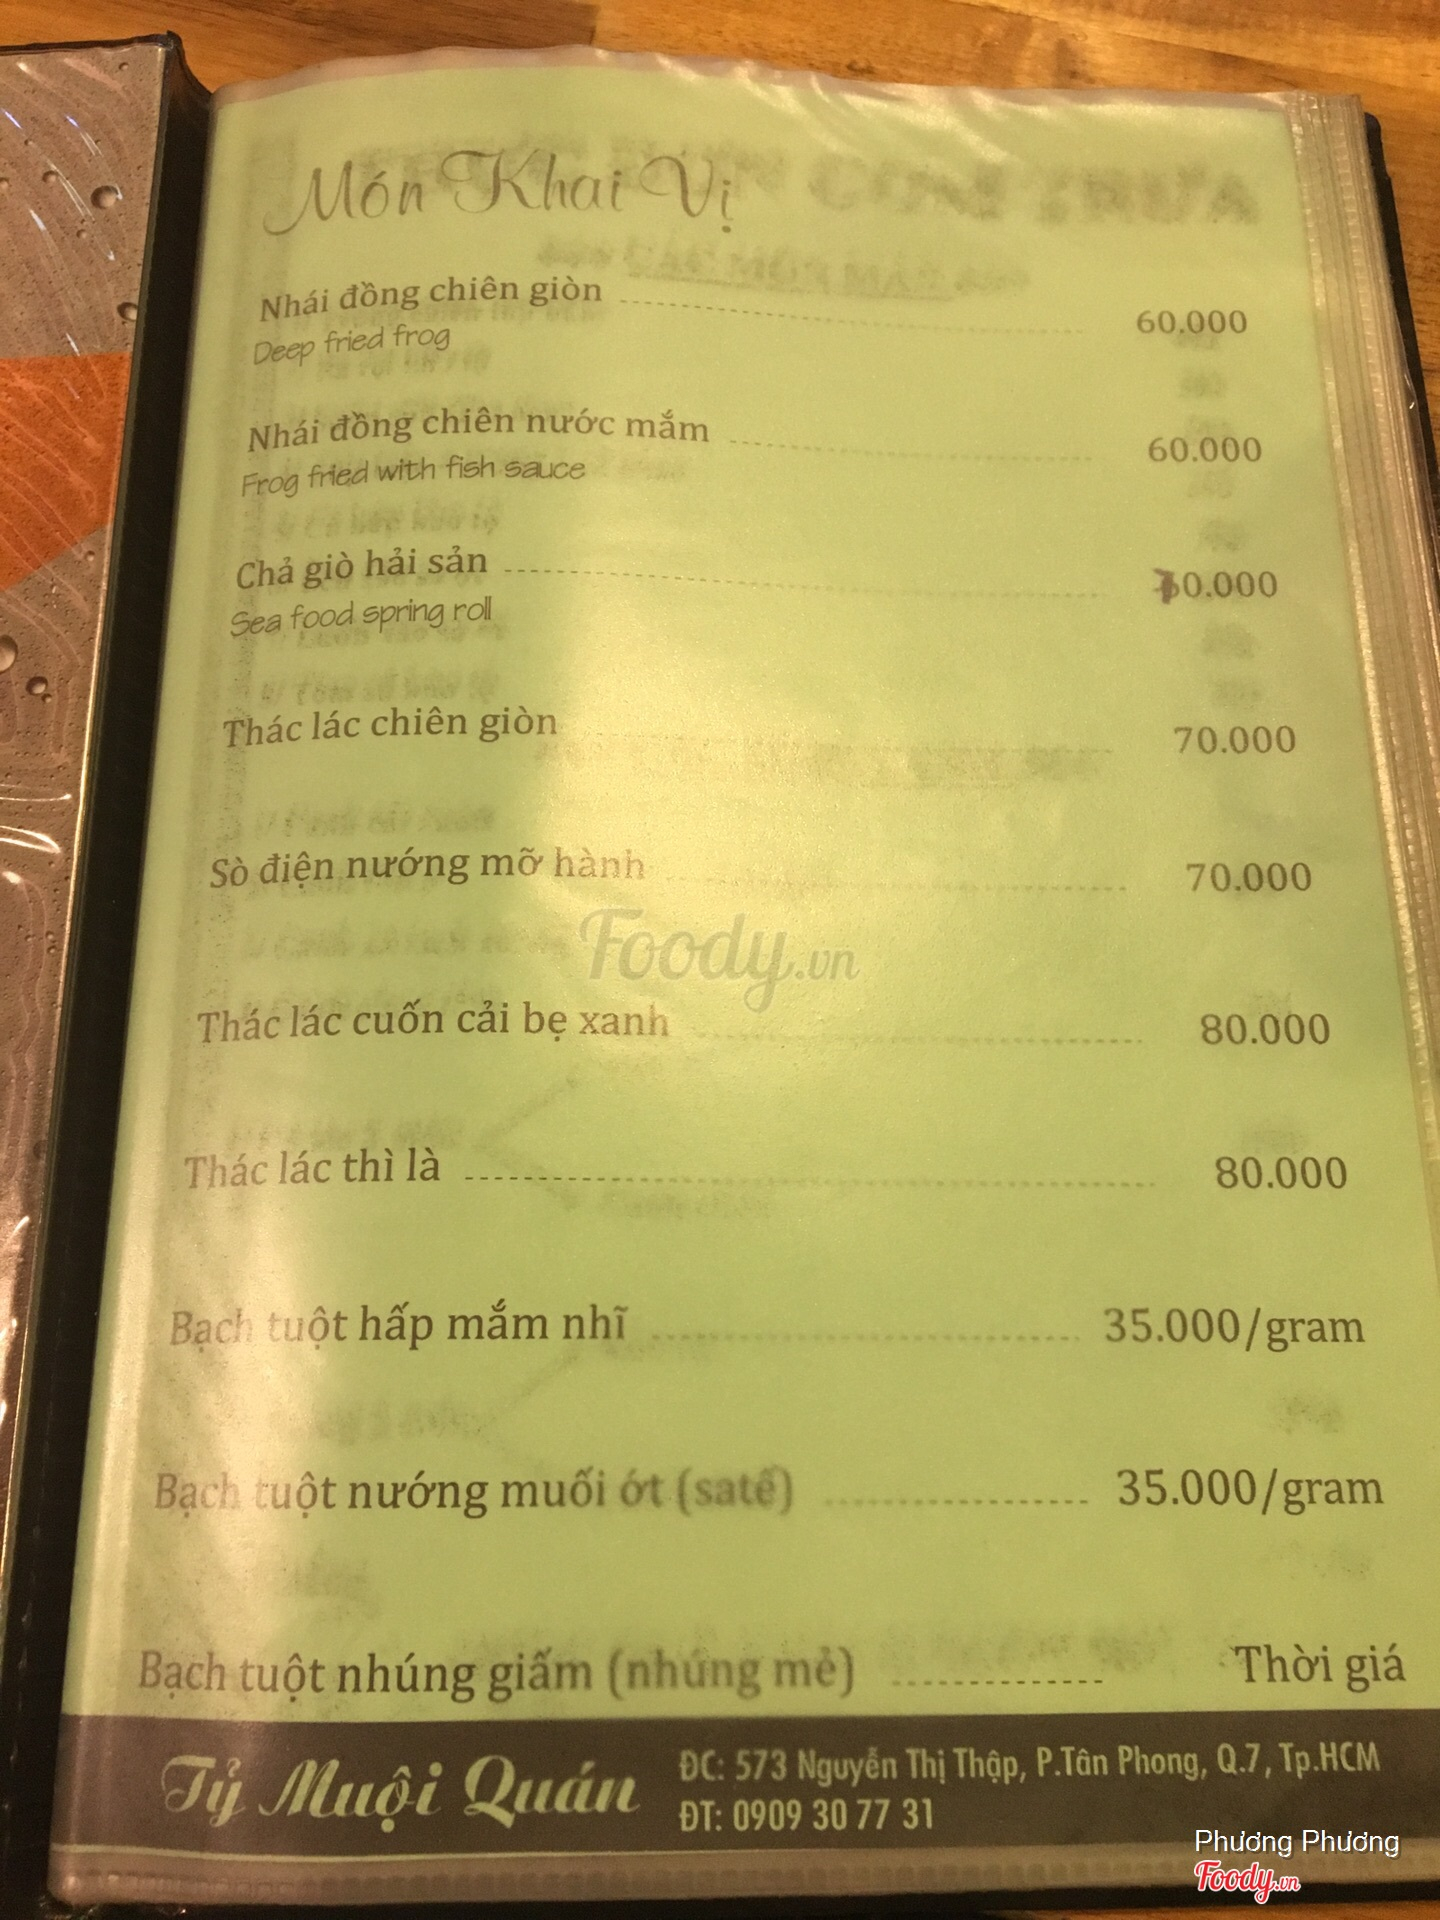 Món Khai Vị
Nhái đồng chiên giòn 60.000
Deep fried frog
Nhái đồng chiên nước mắm 60.000
Frog fried with fish sauce
Chả giò hải sản 70.000
Sea food spring roll
Thác lác chiên giòn 70.000
Sò điện nướng mỡ hành 70.000
Foody.vn
Thác lác cuốn cải bẹ xanh 80.000
Thác lác thì là 80.000
Bạch tuột hấp mắm nhĩ 35.000/gram
Bạch tuột nướng muối ớt (satế) 35.000/gram
Bạch tuột nhúng giấm (nhúng mẻ) Thời giá
Tỷ Muội Quán
ĐC: 573 Nguyễn Thị Thập, P.Tân Phong, Q.7, Tp.HCM
ĐT: 0909 30 77 31
Phương Phương
Foody.vn